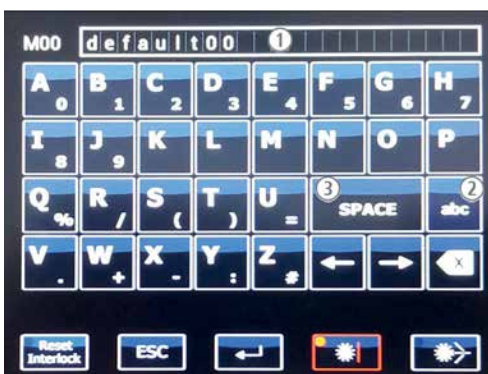 M00 default00 ①
A 0 B 1 C 2 D 3 E 4 F 5 G 6 H 7
I 8 J 9 K L M N O P
Q % R / S ( T ) U = ③ SPACE ② abc
V . W + X - Y : Z # ← → X
Reset Interlock ESC